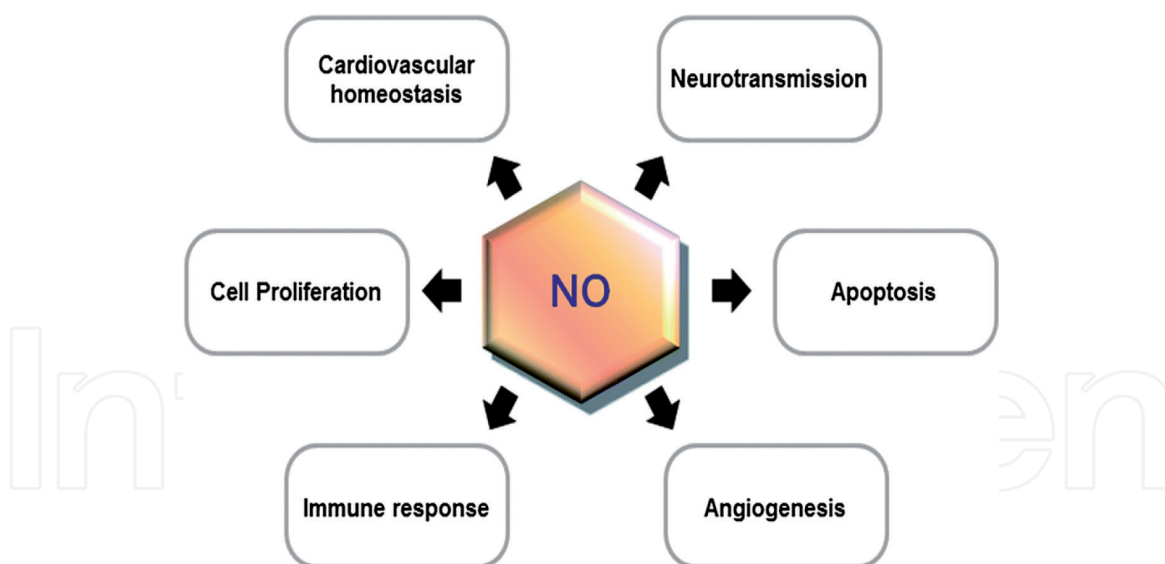 Cardiovascular
homeostasis
Neurotransmission
Cell Proliferation
NO
Apoptosis
Immune response
Angiogenesis